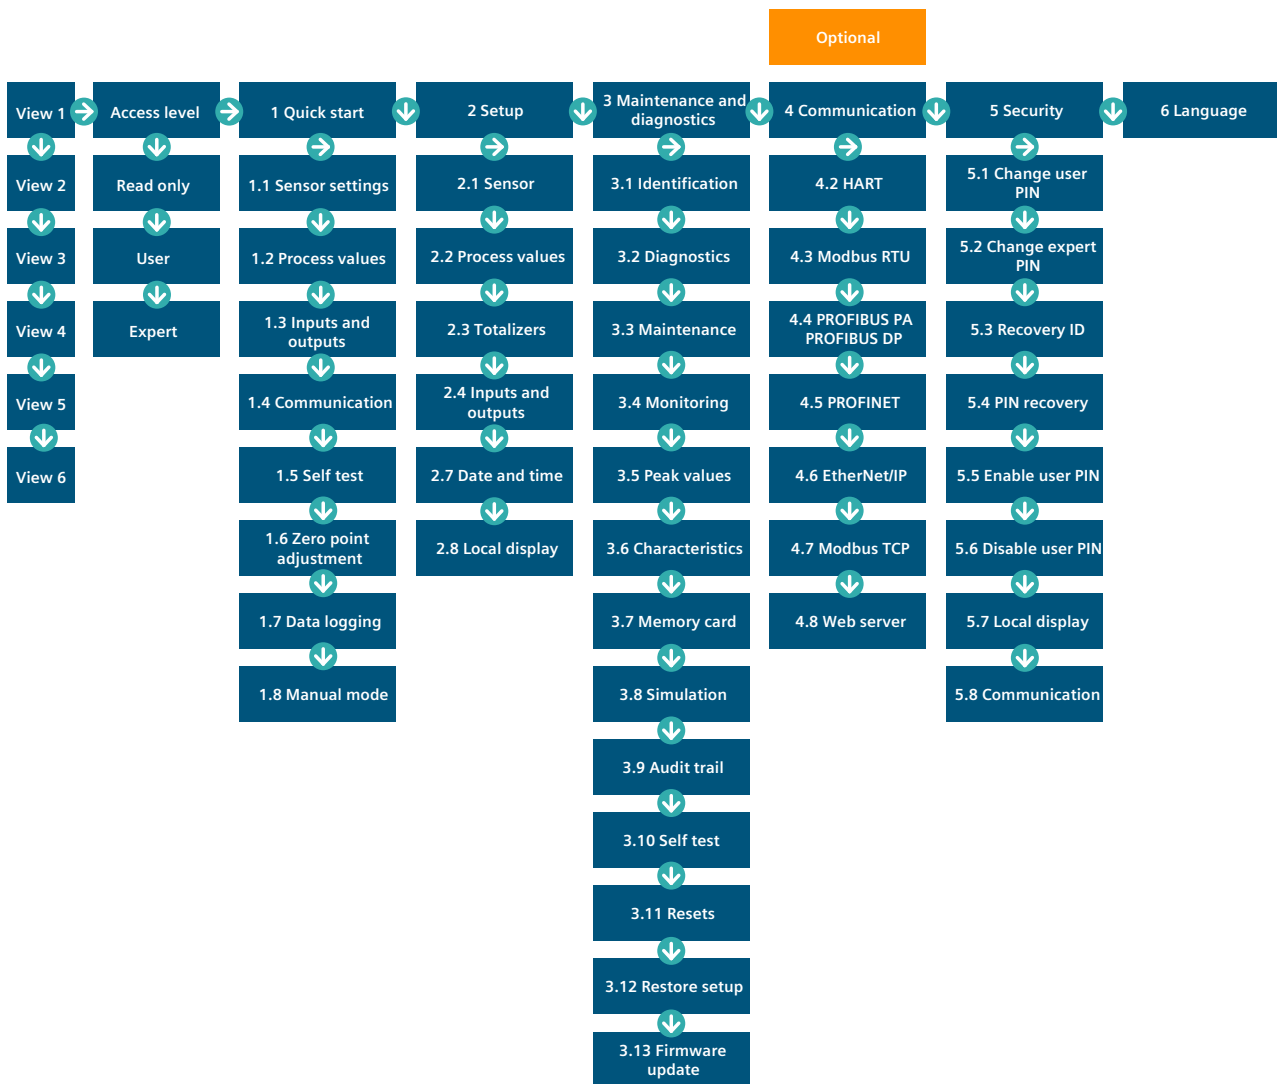 Optional
View 1
Access level
1 Quick start
2 Setup
3 Maintenance and
diagnostics
4 Communication
5 Security
6 Language
View 2
View 3
View 4
View 5
View 6
Read only
User
Expert
1.1 Sensor settings
1.2 Process values
1.3 Inputs and
outputs
1.4 Communication
1.5 Self test
1.6 Zero point
adjustment
1.7 Data logging
1.8 Manual mode
2.1 Sensor
2.2 Process values
2.3 Totalizers
2.4 Inputs and
outputs
2.7 Date and time
2.8 Local display
3.1 Identification
3.2 Diagnostics
3.3 Maintenance
3.4 Monitoring
3.5 Peak values
3.6 Characteristics
3.7 Memory card
3.8 Simulation
3.9 Audit trail
3.10 Self test
3.11 Resets
3.12 Restore setup
3.13 Firmware
update
4.2 HART
4.3 Modbus RTU
4.4 PROFIBUS PA
PROFIBUS DP
4.5 PROFINET
4.6 EtherNet/IP
4.7 Modbus TCP
4.8 Web server
5.1 Change user
PIN
5.2 Change expert
PIN
5.3 Recovery ID
5.4 PIN recovery
5.5 Enable user PIN
5.6 Disable user PIN
5.7 Local display
5.8 Communication